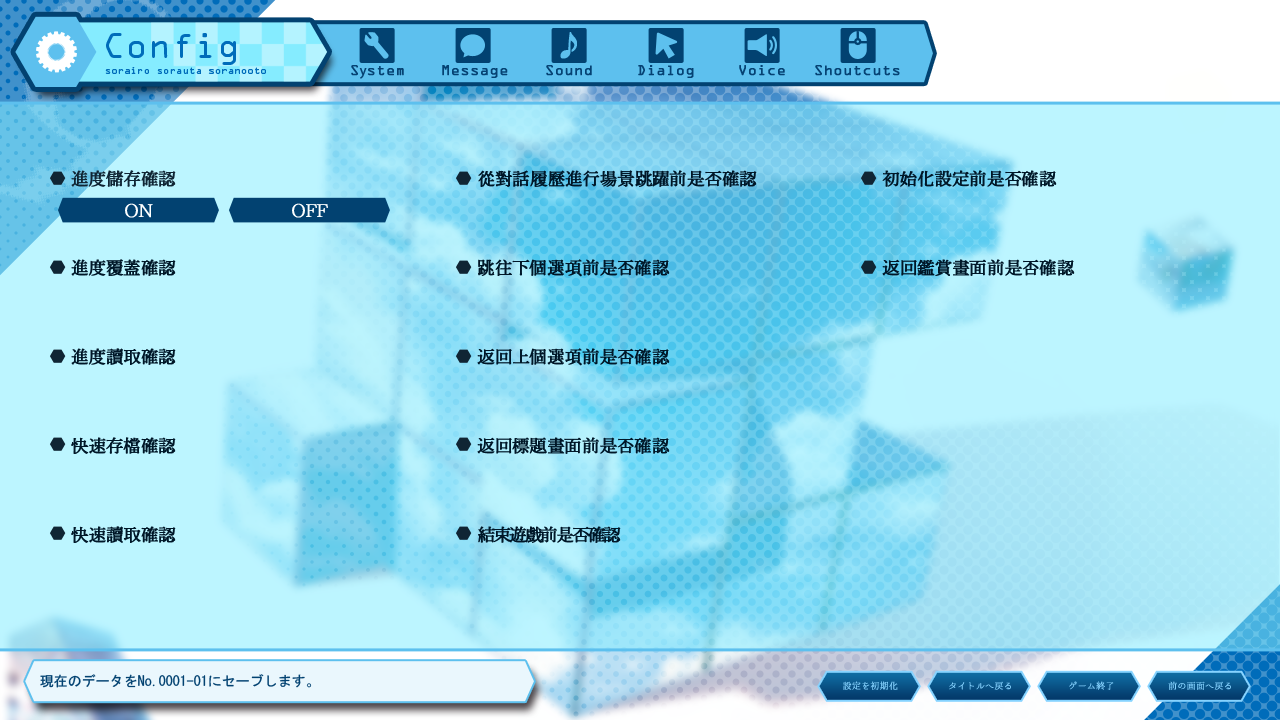 Config
sorairo sorauta soranooto
System
Message
Sound
Dialog
Voice
Shoutcuts
進度儲存確認
ON
OFF
進度覆蓋確認
進度讀取確認
快速存檔確認
快速讀取確認
從對話履歷進行場景跳躍前是否確認
跳往下個選項前是否確認
返回上個選項前是否確認
返回標題畫面前是否確認
結束遊戲前是否確認
初始化設定前是否確認
返回鑑賞畫面前是否確認
現在のデータをNo.0001-01にセーブします。
設定を初期化
タイトルへ戻る
ゲーム終了
前の画面へ戻る